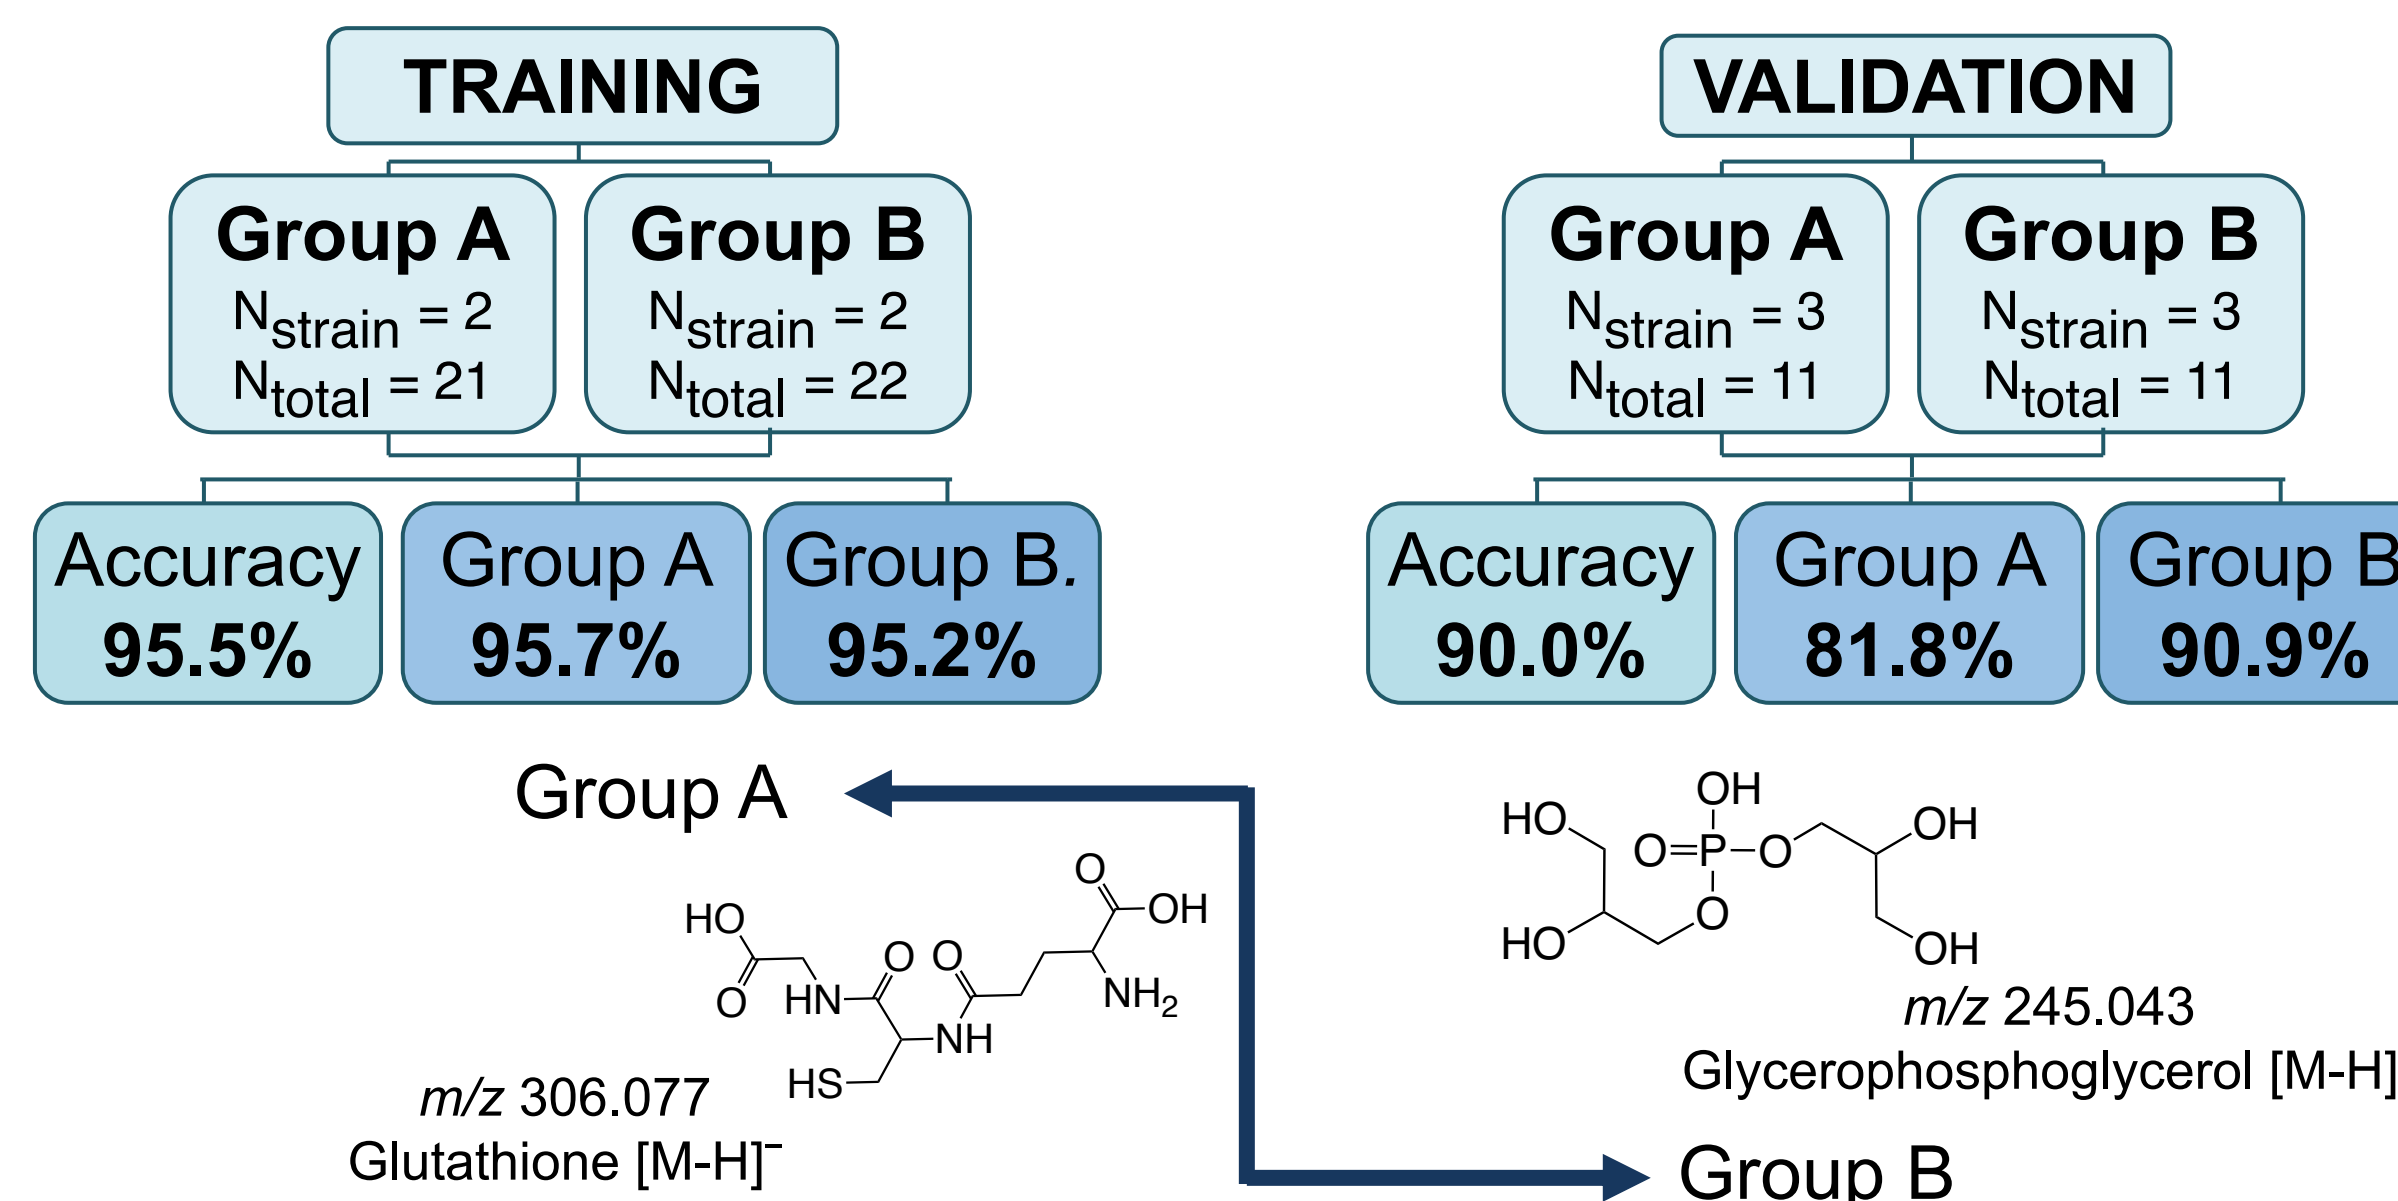 TRAINING
Group A
Nstrain = 2
Ntotal = 21
Group B
Nstrain = 2
Ntotal = 22
Accuracy
95.5%
Group A
95.7%
Group B.
95.2%
VALIDATION
Group A
Nstrain = 3
Ntotal = 11
Group B
Nstrain = 3
Ntotal = 11
Accuracy
90.0%
Group A
81.8%
Group B
90.9%
Group A
HO
O
HN
O
O
NH
HS
O
OH
NH2
m/z 306.077
Glutathione [M-H]–
HO
HO
OH
O=P–O
O
OH
OH
m/z 245.043
Glycerophosphoglycerol [M-H]
Group B